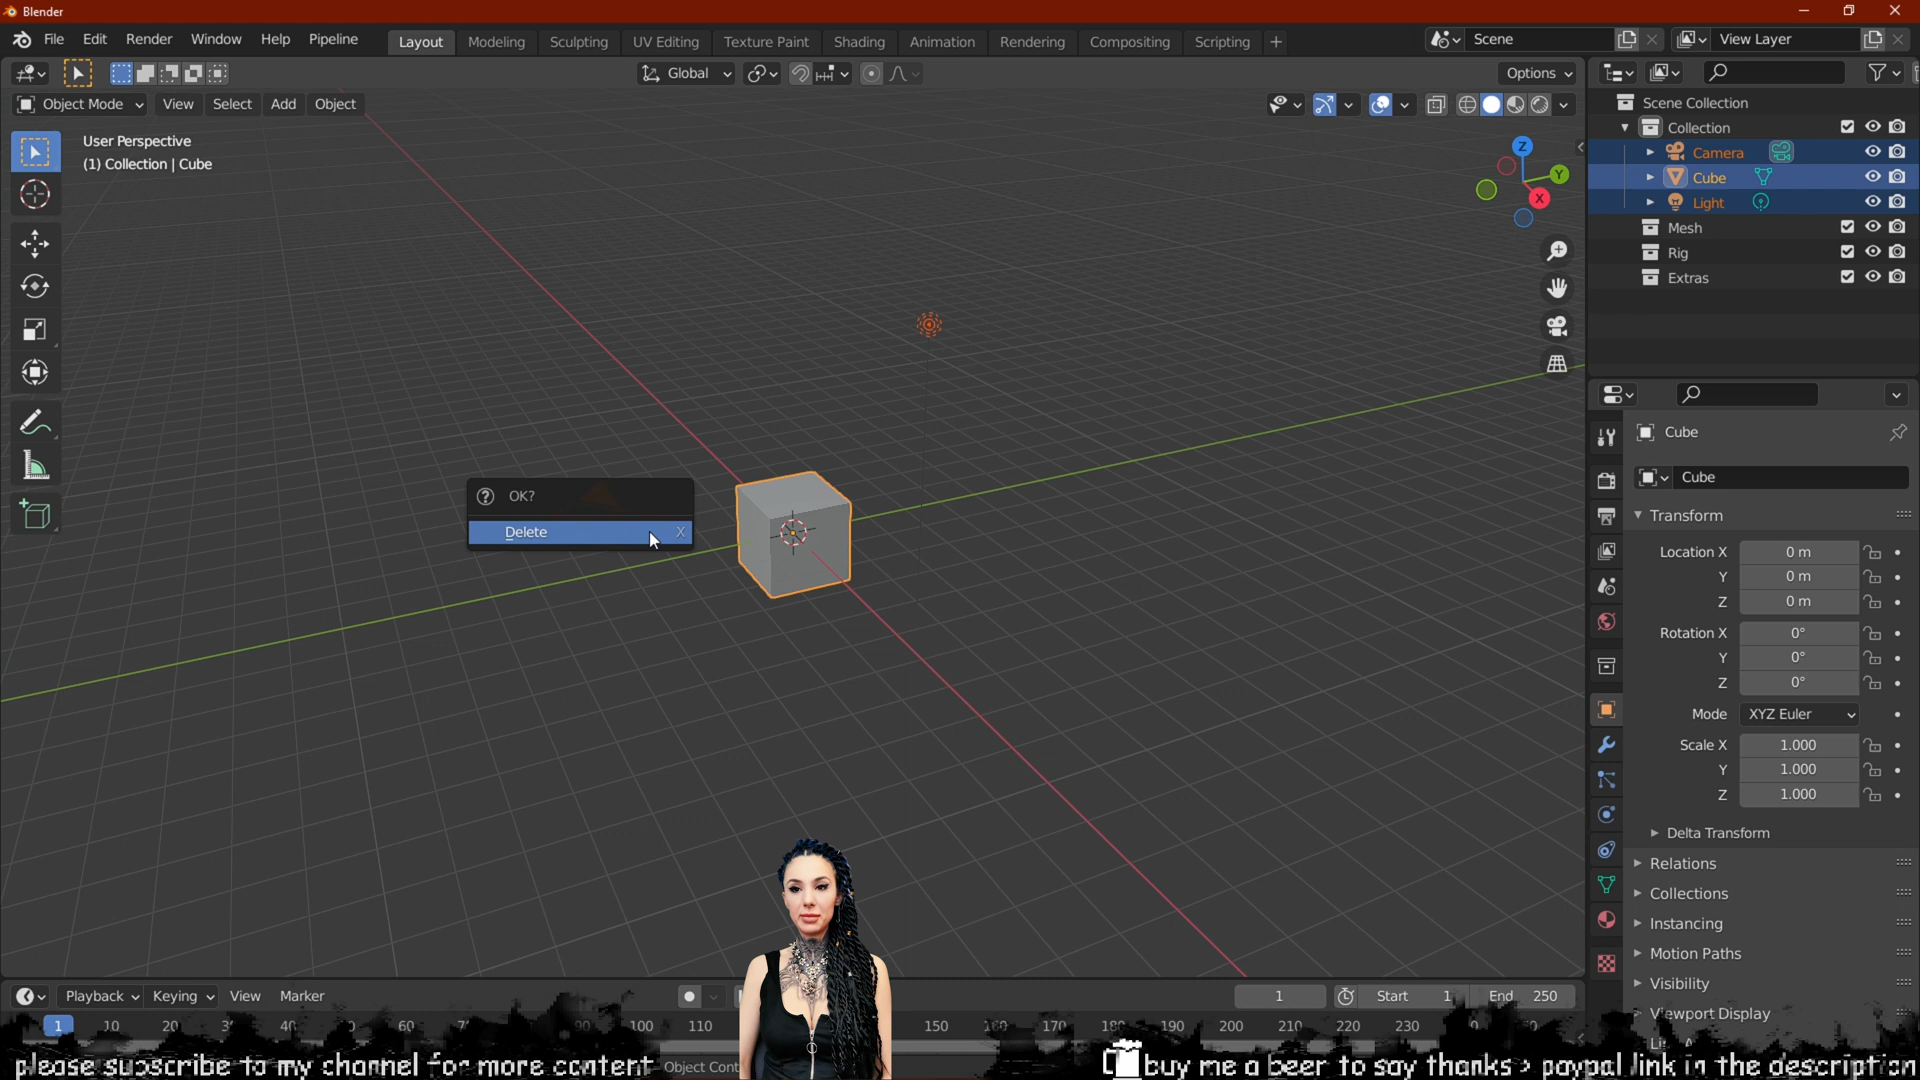 Blender
File Edit Render Window Help Pipeline
Layout Modeling Sculpting UV Editing Texture Paint Shading Animation Rendering Compositing Scripting +
Scene
View Layer
Global
Options
Object Mode View Select Add Object
User Perspective
(1) Collection | Cube
Z
Y
X
Scene Collection
Collection
Camera
Cube
Light
Mesh
Rig
Extras
OK?
Delete X
Cube
Cube
Transform
Location X 0 m
Y 0 m
Z 0 m
Rotation X 0°
Y 0°
Z 0°
Mode XYZ Euler
Scale X 1.000
Y 1.000
Z 1.000
Delta Transform
Relations
Collections
Instancing
Motion Paths
Visibility
Viewport Display
Playback Keying View Marker
1 Start 1 End 250
1 10 20 40 60 90 100 110 150 160 170 180 190 200 210 220 230
please subscribe to my channel for more content
Object Cont
buy me a beer to say thanks > paypal link in the description